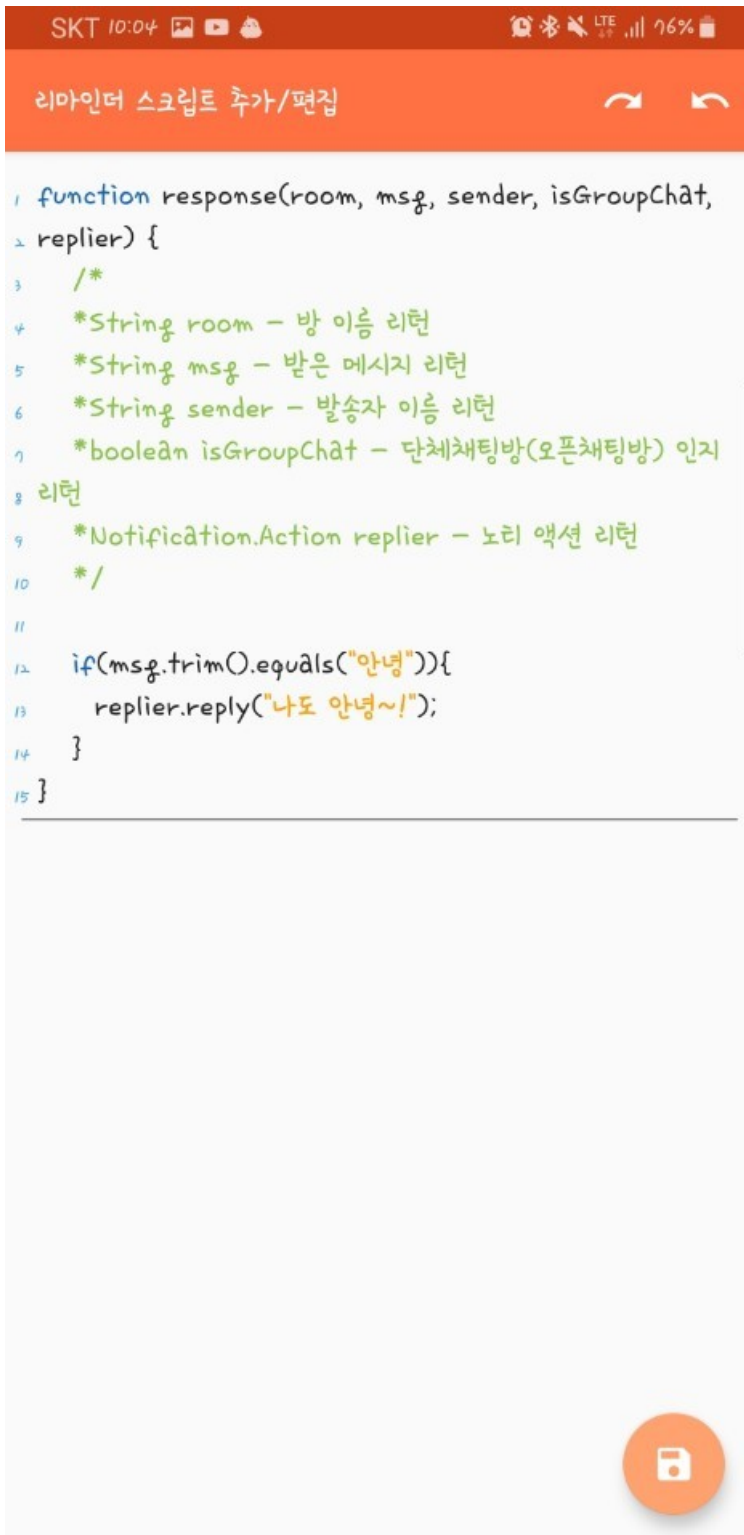 SKT 10:04 LTE 76%
리마인더 스크립트 추가/편집
1 function response(room, msg, sender, isGroupChat,
2 replier) {
3 /*
4 *String room - 방 이름 리턴
5 *String msg - 받은 메시지 리턴
6 *String sender - 발송자 이름 리턴
7 *boolean isGroupChat - 단체채팅방(오픈채팅방) 인지
8 리턴
9 *Notification.Action replier - 노티 액션 리턴
10 */
11
12 if(msg.trim().equals("안녕")){
13 replier.reply("나도 안녕~!");
14 }
15 }